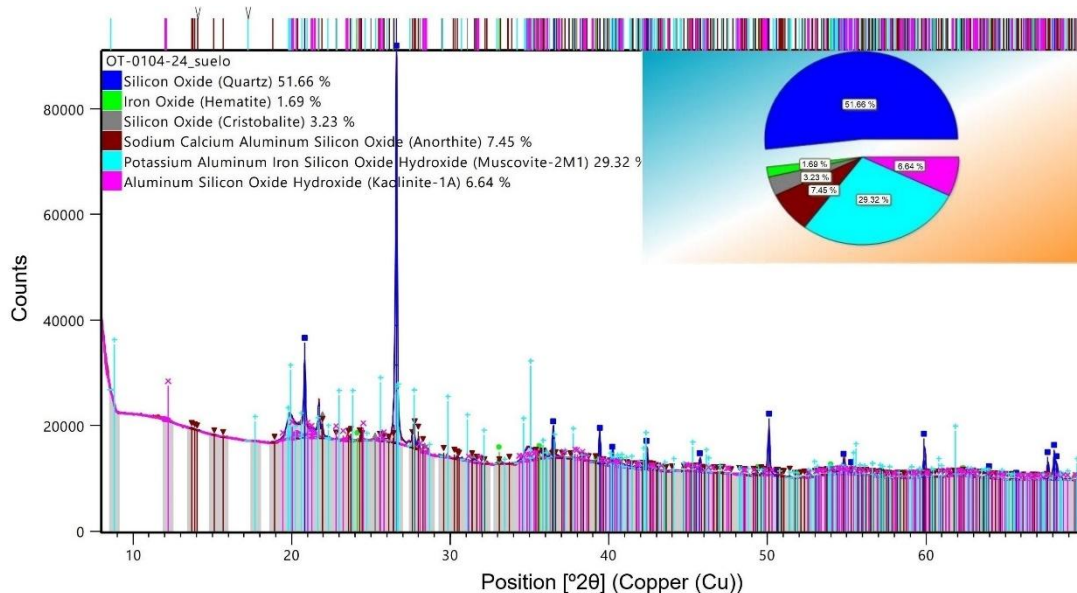 OT-0104-24_suelo
Silicon Oxide (Quartz) 51.66 %
Iron Oxide (Hematite) 1.69 %
Silicon Oxide (Cristobalite) 3.23 %
Sodium Calcium Aluminum Silicon Oxide (Anorthite) 7.45 %
Potassium Aluminum Iron Silicon Oxide Hydroxide (Muscovite-2M1) 29.32 %
Aluminum Silicon Oxide Hydroxide (Kaolinite-1A) 6.64 %
51.66 %
1.69 %
6.64 %
3.23 %
7.45 %
29.32 %
Counts
80000
60000
40000
20000
0
10
20
30
40
50
60
Position [º2θ] (Copper (Cu))